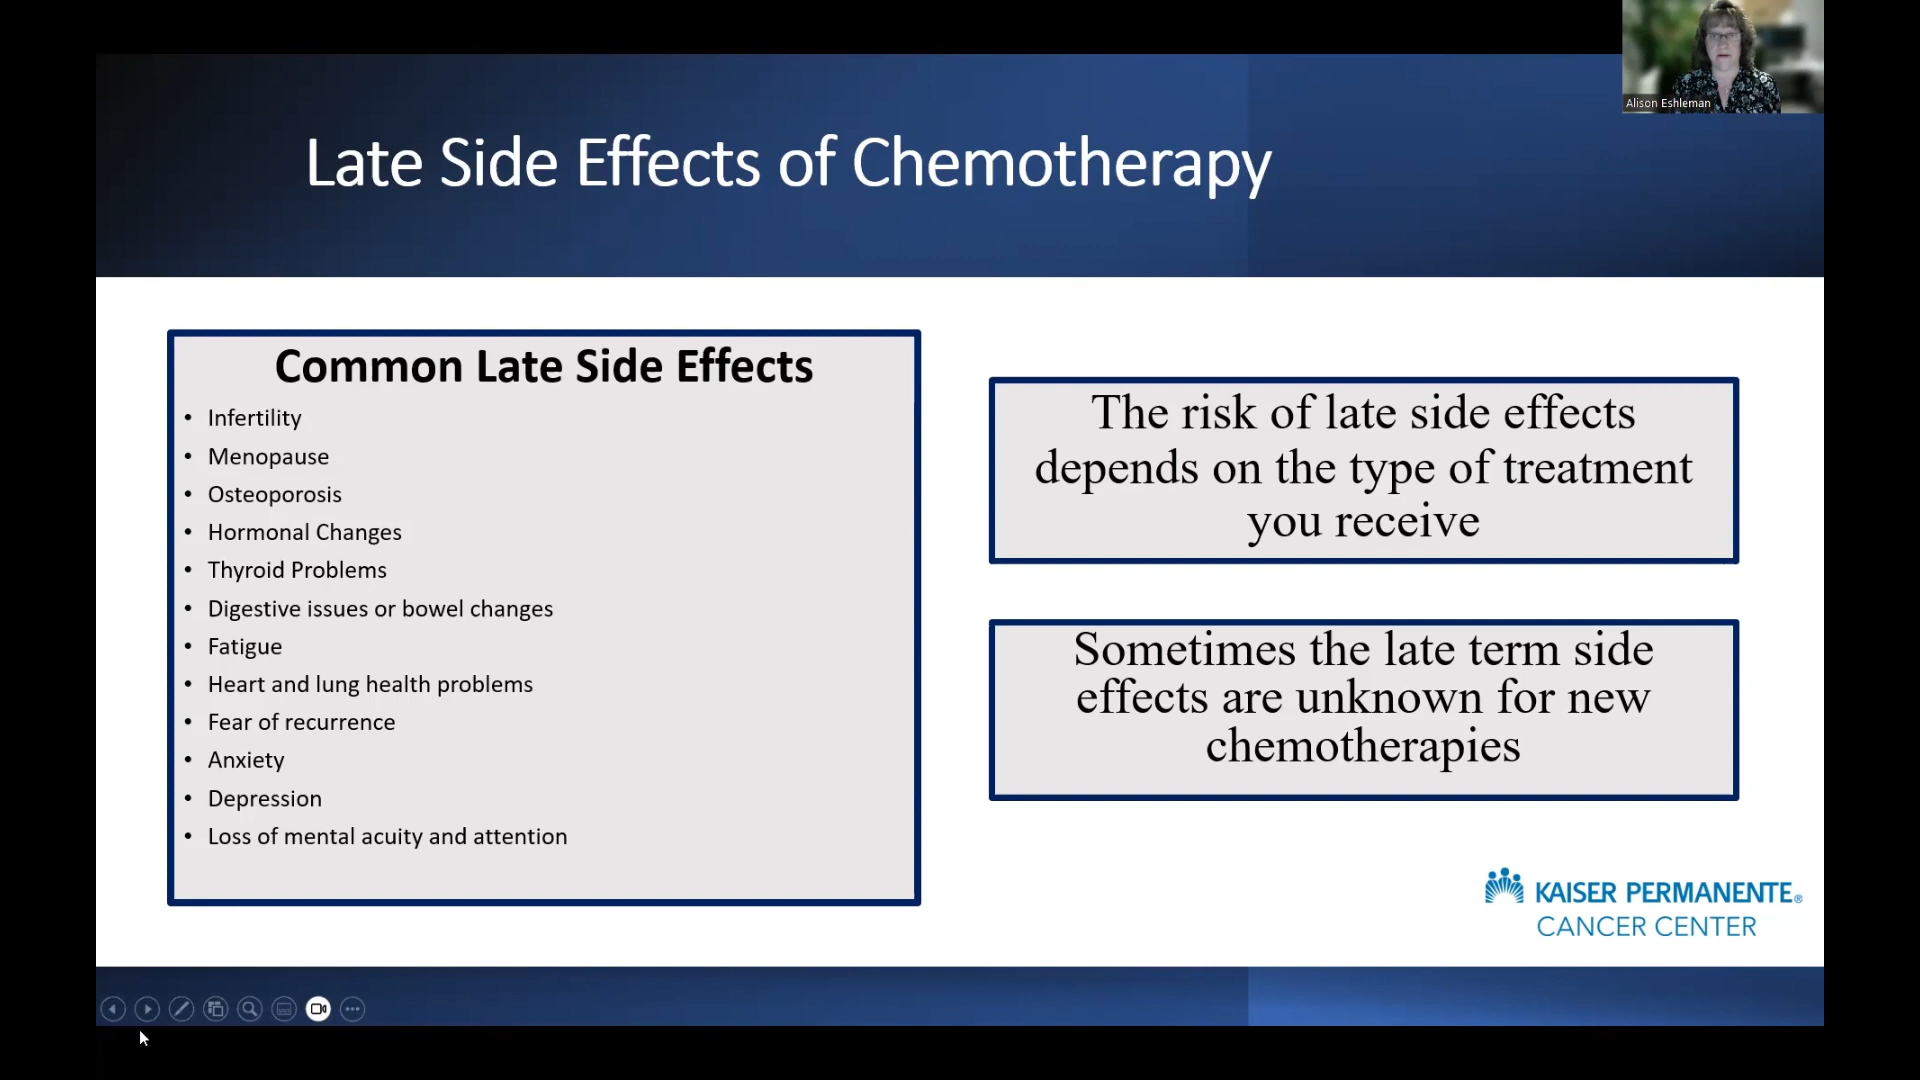 Alison Eshleman
Late Side Effects of Chemotherapy
Common Late Side Effects
• Infertility
• Menopause
• Osteoporosis
• Hormonal Changes
• Thyroid Problems
• Digestive issues or bowel changes
• Fatigue
• Heart and lung health problems
• Fear of recurrence
• Anxiety
• Depression
• Loss of mental acuity and attention
The risk of late side effects
depends on the type of treatment
you receive
Sometimes the late term side
effects are unknown for new
chemotherapies
KAISER PERMANENTE®
CANCER CENTER